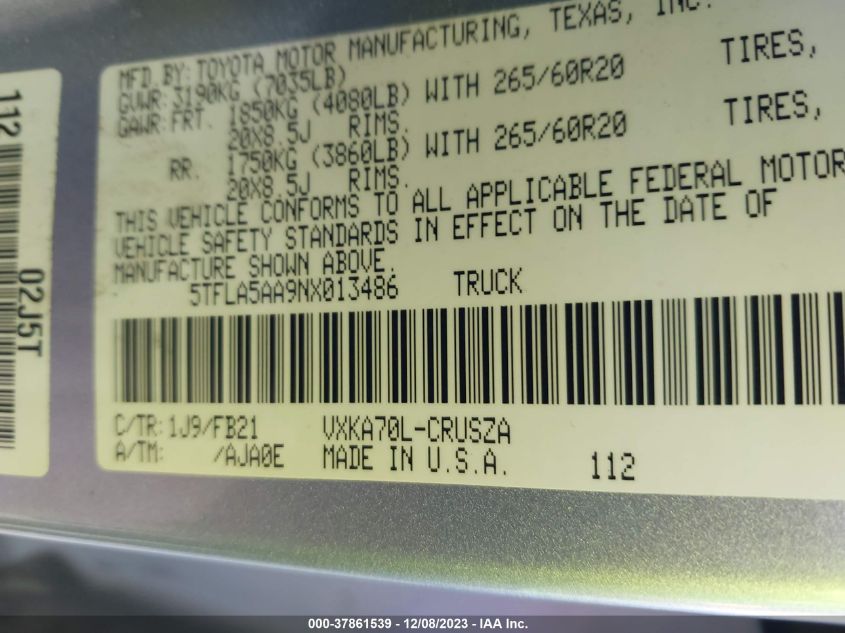 112
02J5T
MFD.BY:TOYOTA MOTOR MANUFACTURING, TEXAS, INC.
GVWR:3190KG (7035LB)
GAWR:FRT. 1850KG (4080LB) WITH 265/60R20 TIRES,
20X8.5J RIMS.
RR. 1750KG (3860LB) WITH 265/60R20 TIRES,
20X8.5J RIMS.
THIS VEHICLE CONFORMS TO ALL APPLICABLE FEDERAL MOTOR
VEHICLE SAFETY STANDARDS IN EFFECT ON THE DATE OF
MANUFACTURE SHOWN ABOVE.
5TFLA5AA9NX013486 TRUCK
C/TR:1J9/FB21 VXKA70L-CRUSZA
A/TM: /AJA0E MADE IN U.S.A. 112
000-37861539 - 12/08/2023 - IAA Inc.